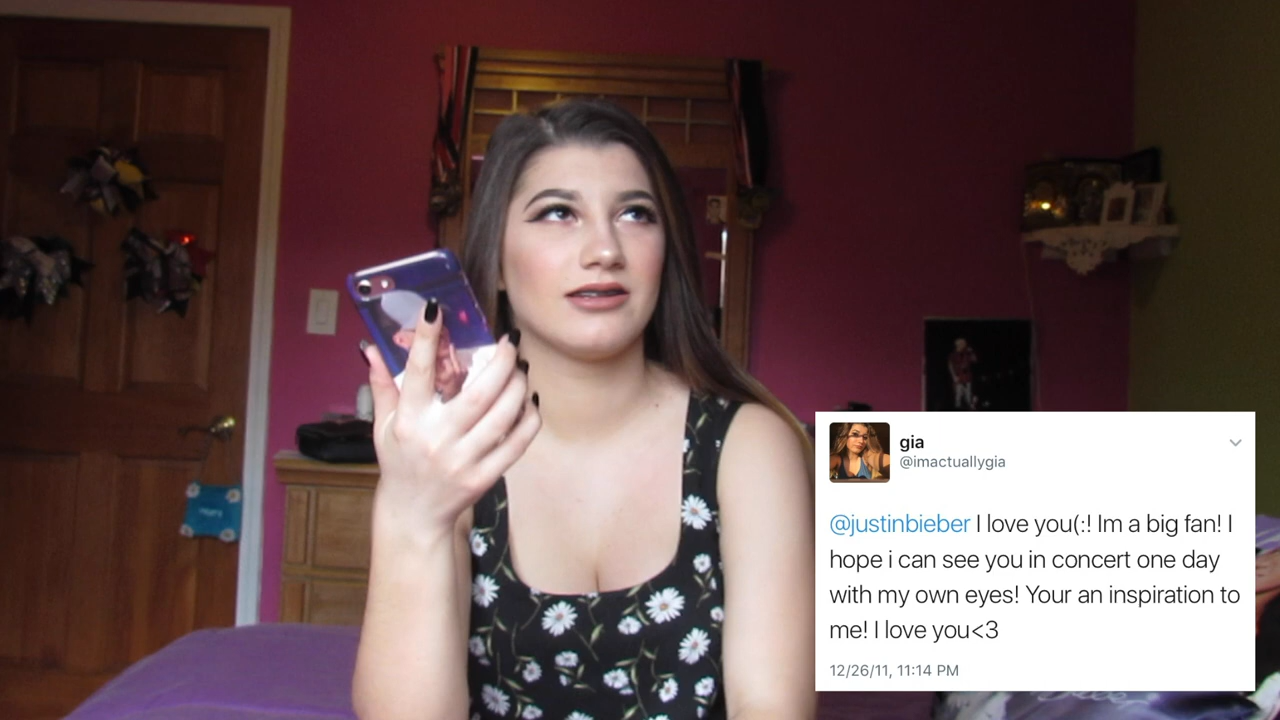 gia
@imactuallygia
@justinbieber I love you(:! Im a big fan! I
hope i can see you in concert one day
with my own eyes! Your an inspiration to
me! I love you<3
12/26/11, 11:14 PM